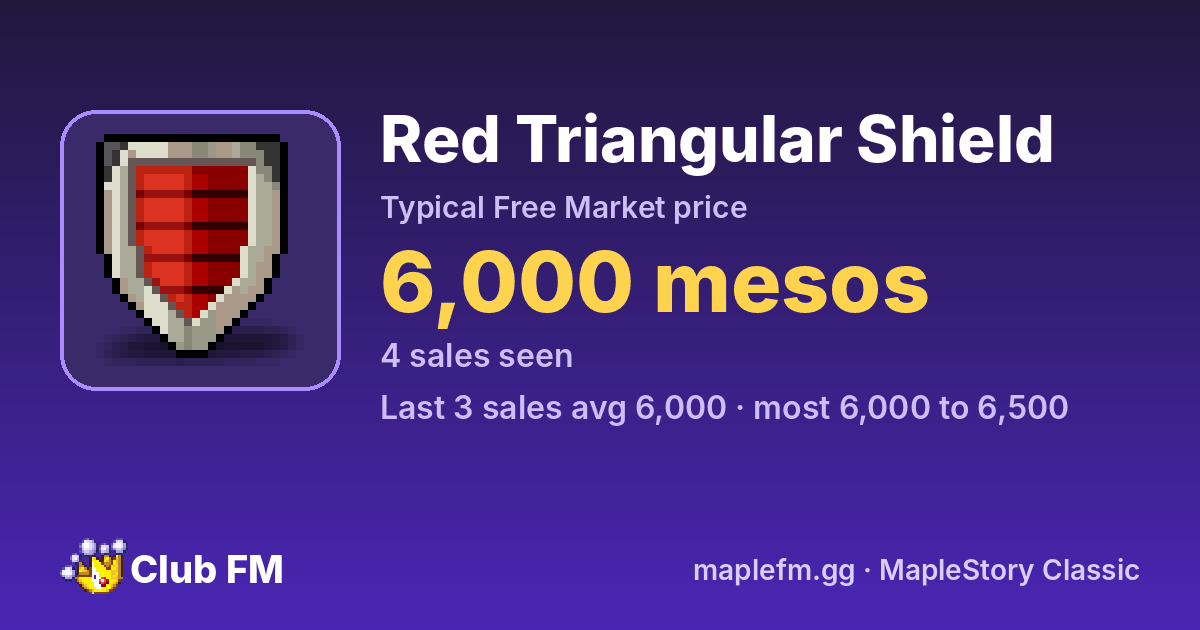 Red Triangular Shield
Typical Free Market price
6,000 mesos
4 sales seen
Last 3 sales avg 6,000 · most 6,000 to 6,500
Club FM
maplefm.gg · MapleStory Classic